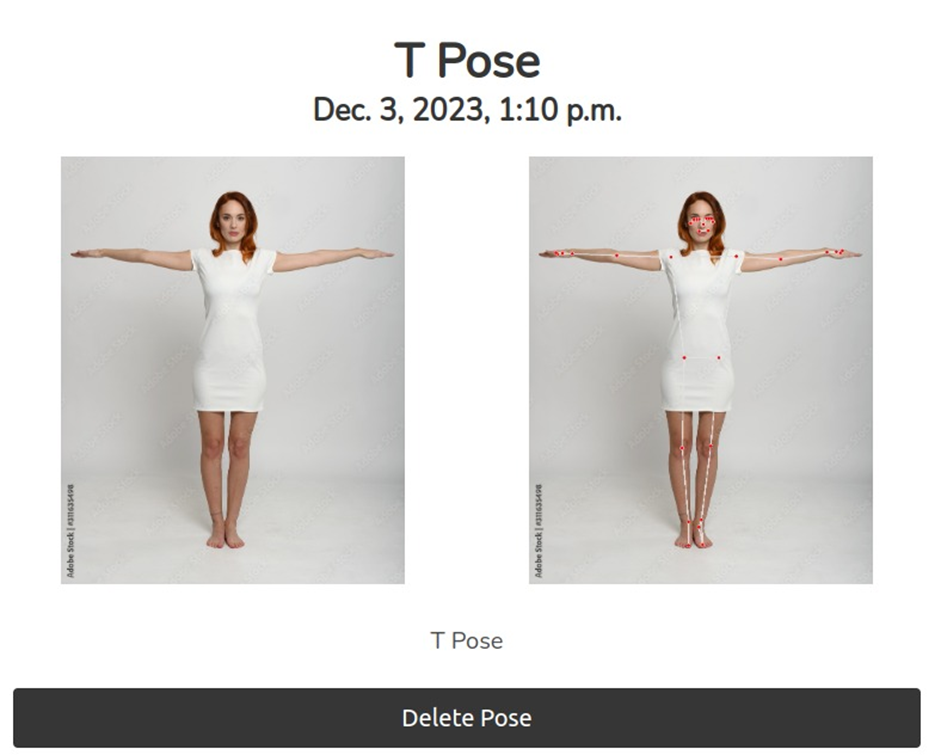 T Pose
Dec. 3, 2023, 1:10 p.m.
Adobe Stock | #311635498
Adobe Stock | #311635498
T Pose
Delete Pose